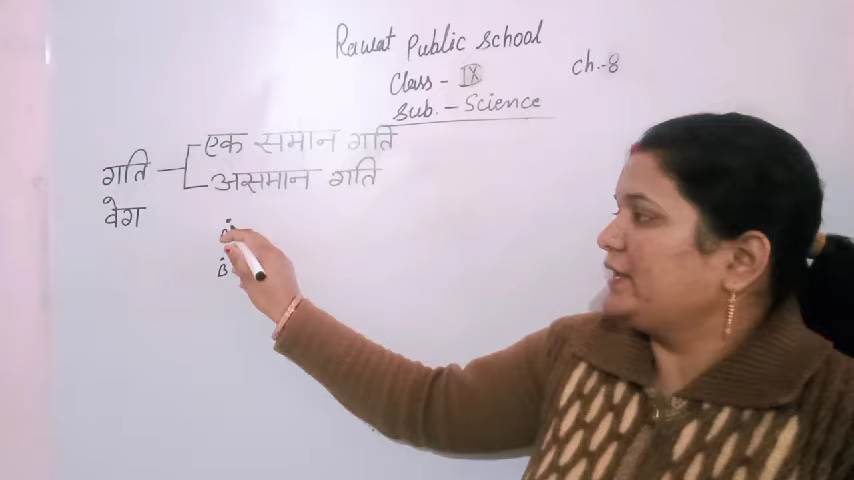 Rawat Public School
Class - IX
Ch.-8
Sub. - Science
गति
एक समान गति
असमान गति
वेग
A
B